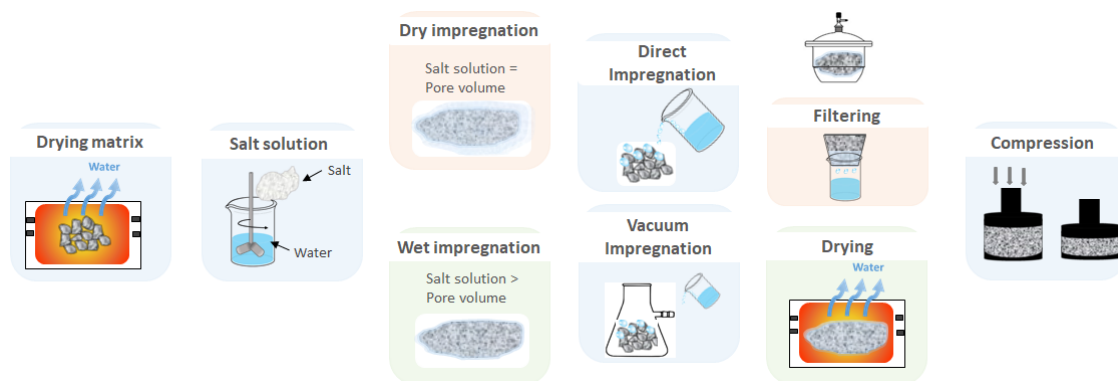 Drying matrix
Water
Salt solution
Salt
Water
Dry impregnation
Salt solution =
Pore volume
Wet impregnation
Salt solution >
Pore volume
Direct
Impregnation
Vacuum
Impregnation
Filtering
Drying
Water
Compression